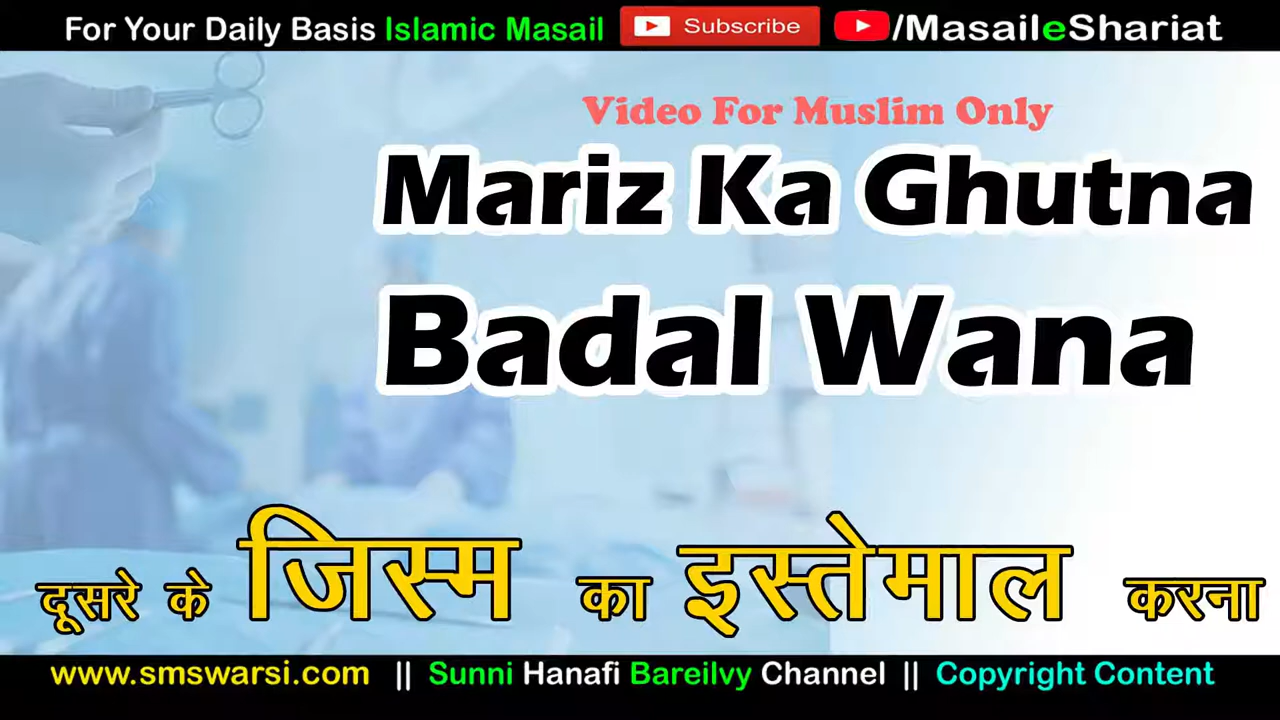 For Your Daily Basis Islamic Masail Subscribe /MasaileShariat
Video For Muslim Only
Mariz Ka Ghutna
Badal Wana
दूसरे के जिस्म का इस्तेमाल करना
www.smswarsi.com || Sunni Hanafi Bareilvy Channel || Copyright Content